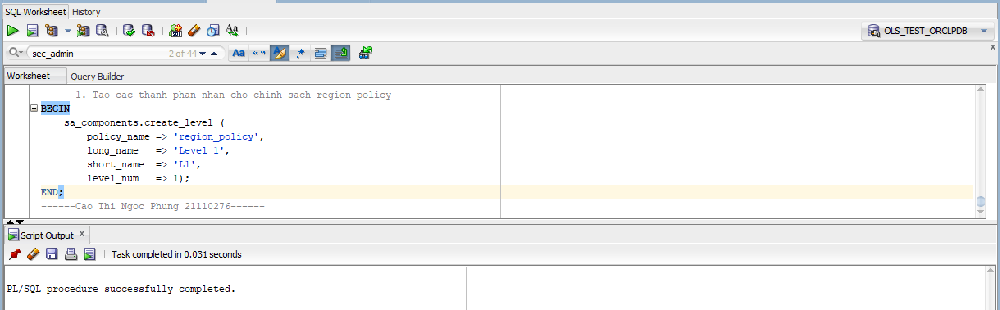 SQL Worksheet History
OLS_TEST_ORCLPDB
sec_admin 2 of 44 Aa “ ” .*
Worksheet Query Builder
------1. Tao cac thanh phan nhan cho chinh sach region_policy
BEGIN
sa_components.create_level (
policy_name => 'region_policy',
long_name => 'Level 1',
short_name => 'L1',
level_num => 1);
END;
------Cao Thi Ngoc Phung 21110276------
Script Output x
Task completed in 0.031 seconds
PL/SQL procedure successfully completed.